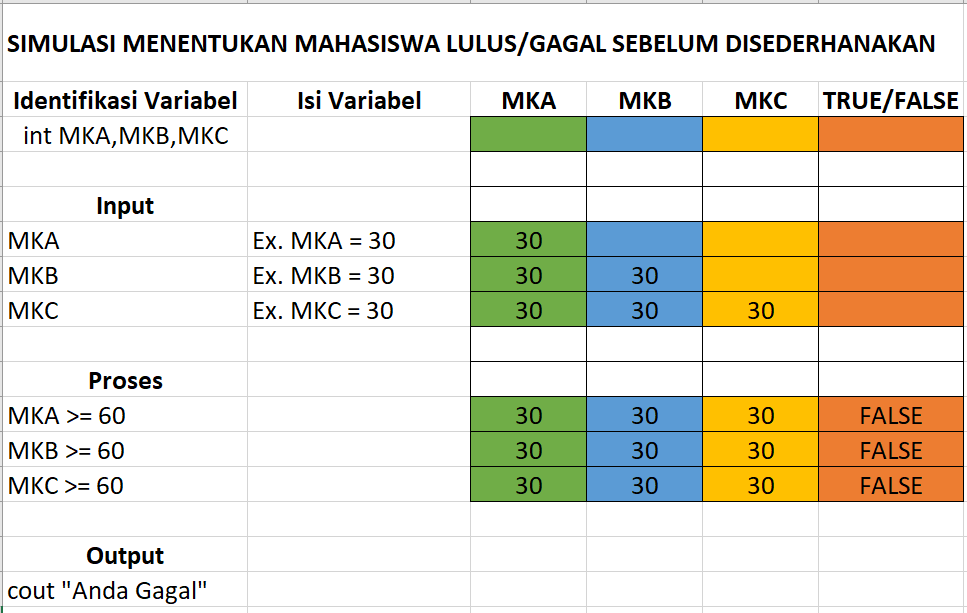 SIMULASI MENENTUKAN MAHASISWA LULUS/GAGAL SEBELUM DISEDERHANAKAN
Identifikasi Variabel Isi Variabel MKA MKB MKC TRUE/FALSE
int MKA,MKB,MKC
Input
MKA Ex. MKA = 30 30
MKB Ex. MKB = 30 30 30
MKC Ex. MKC = 30 30 30 30
Proses
MKA >= 60 30 30 30 FALSE
MKB >= 60 30 30 30 FALSE
MKC >= 60 30 30 30 FALSE
Output
cout "Anda Gagal"